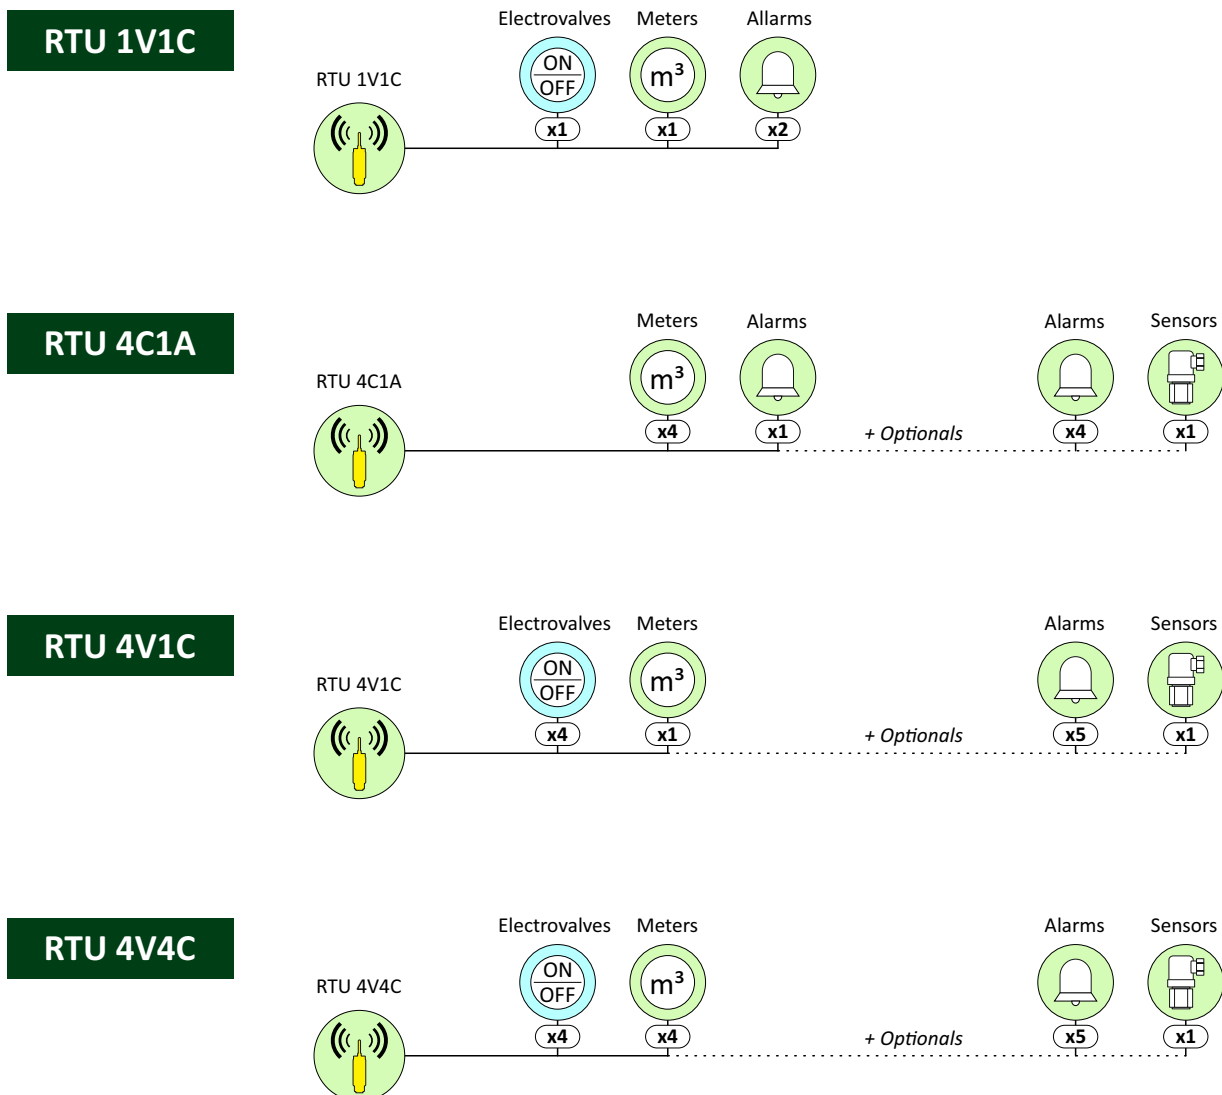 RTU 1V1C
Electrovalves Meters Allarms
RTU 1V1C
ON
OFF
m³
x1 x1 x2
RTU 4C1A
Meters Alarms Alarms Sensors
RTU 4C1A
m³
x4 x1 + Optionals x4 x1
RTU 4V1C
Electrovalves Meters Alarms Sensors
RTU 4V1C
ON
OFF
m³
x4 x1 + Optionals x5 x1
RTU 4V4C
Electrovalves Meters Alarms Sensors
RTU 4V4C
ON
OFF
m³
x4 x4 + Optionals x5 x1